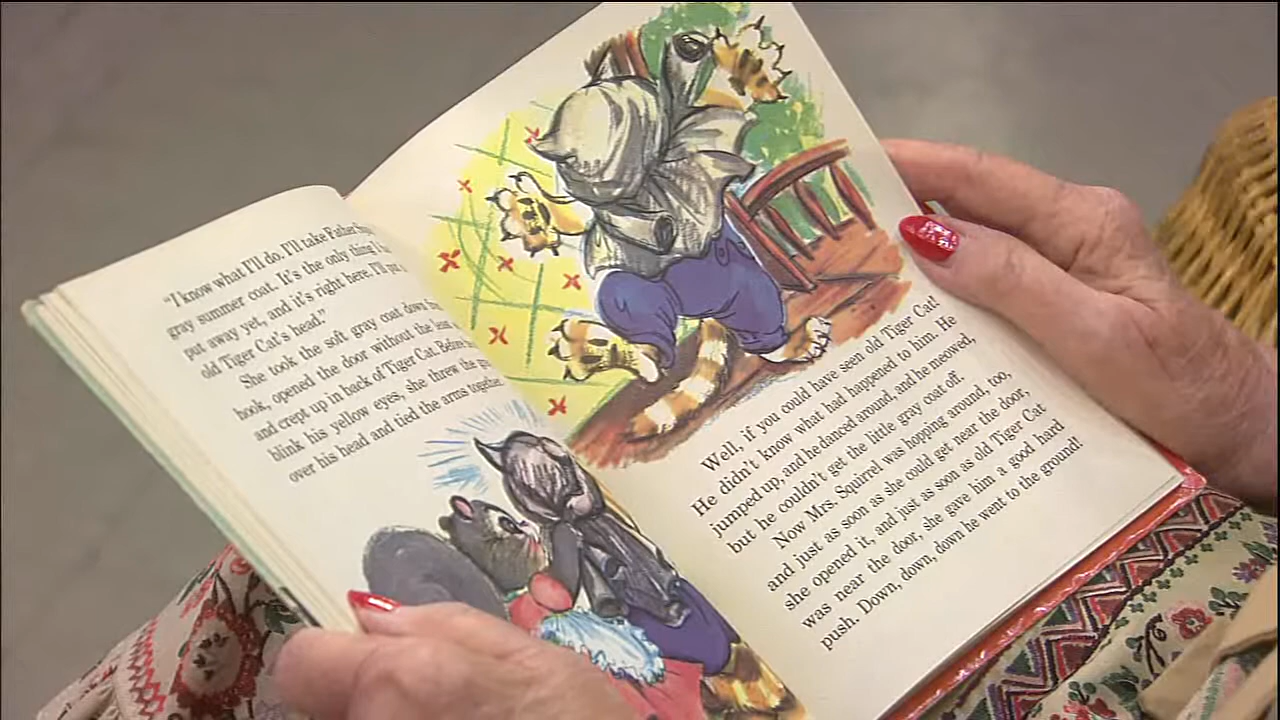 "I know what I'll do. I'll take Father
gray summer coat. It's the only thing I
put away yet, and it's right here. I'll
old Tiger Cat's head."
She took the soft gray coat down
hook, opened the door without the least
and crept up in back of Tiger Cat. Before
blink his yellow eyes, she threw the
over his head and tied the arms together.
Well, if you could have seen old Tiger Cat!
He didn't know what had happened to him. He
jumped up, and he danced around, and he meowed,
but he couldn't get the little gray coat off.
Now Mrs. Squirrel was hopping around, too,
and just as soon as she could get near the door,
she opened it, and just as soon as old Tiger Cat
was near the door, she gave him a good hard
push. Down, down, down he went to the ground!